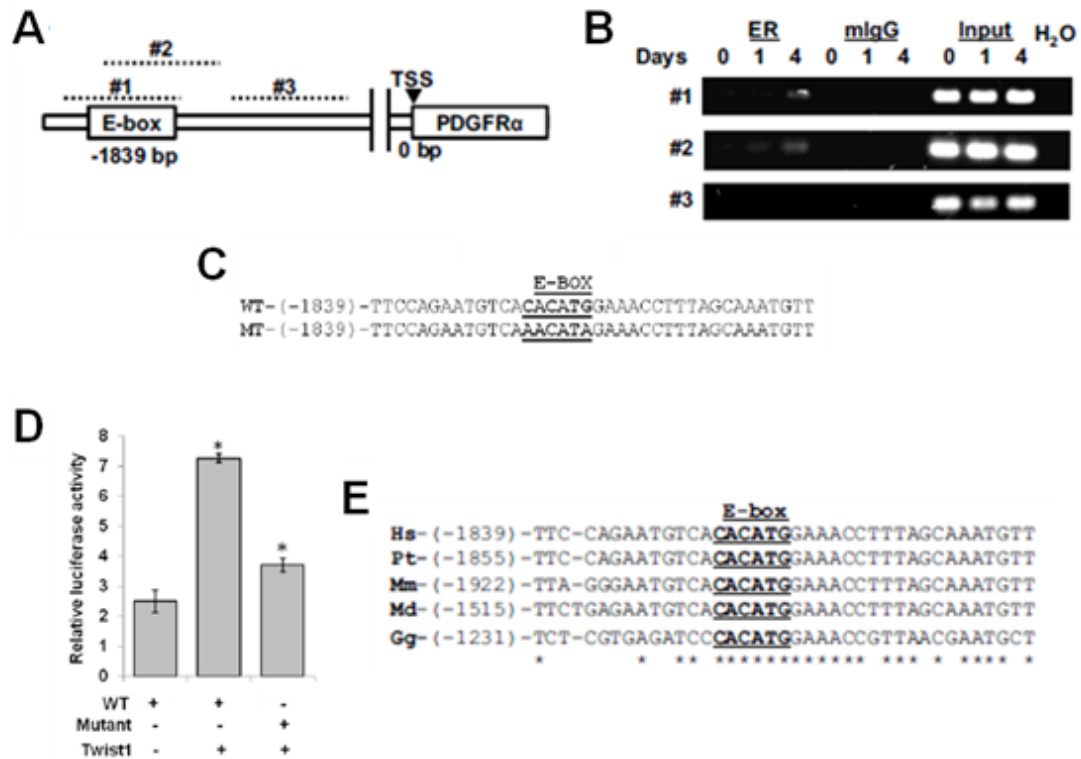 A
#2
#1
#3
TSS
E-box
PDGFRα
-1839 bp
0 bp
B
ER mIgG Input H2O
Days 0 1 4 0 1 4 0 1 4
#1
#2
#3
C
E-BOX
WT-(-1839)-TTCCAGAATGTCACACATGGAAACCTTTAGCAAATGTT
MT-(-1839)-TTCCAGAATGTCAAACATAGAAACCTTTAGCAAATGTT
D
8
7
6
5
4
3
2
1
0
Relative luciferase activity
* *
WT + + -
Mutant - - +
Twist1 - + +
E
E-box
Hs-(-1839)-TTC-CAGAATGTCACACATGGAAACCTTTAGCAAATGTT
Pt-(-1855)-TTC-CAGAATGTCACACATGGAAACCTTTAGCAAATGTT
Mm-(-1922)-TTA-GGGAATGTCACACATGGAAACCTTTAGCAAATGTT
Md-(-1515)-TTCTGAGAATGTCACACATGGAAACCTTTAGCAAATGTT
Gg-(-1231)-TCT-CGTGAGATCCCACATGGAAACCGTTAACGAATGCT
* * ** ************* *** * **** *